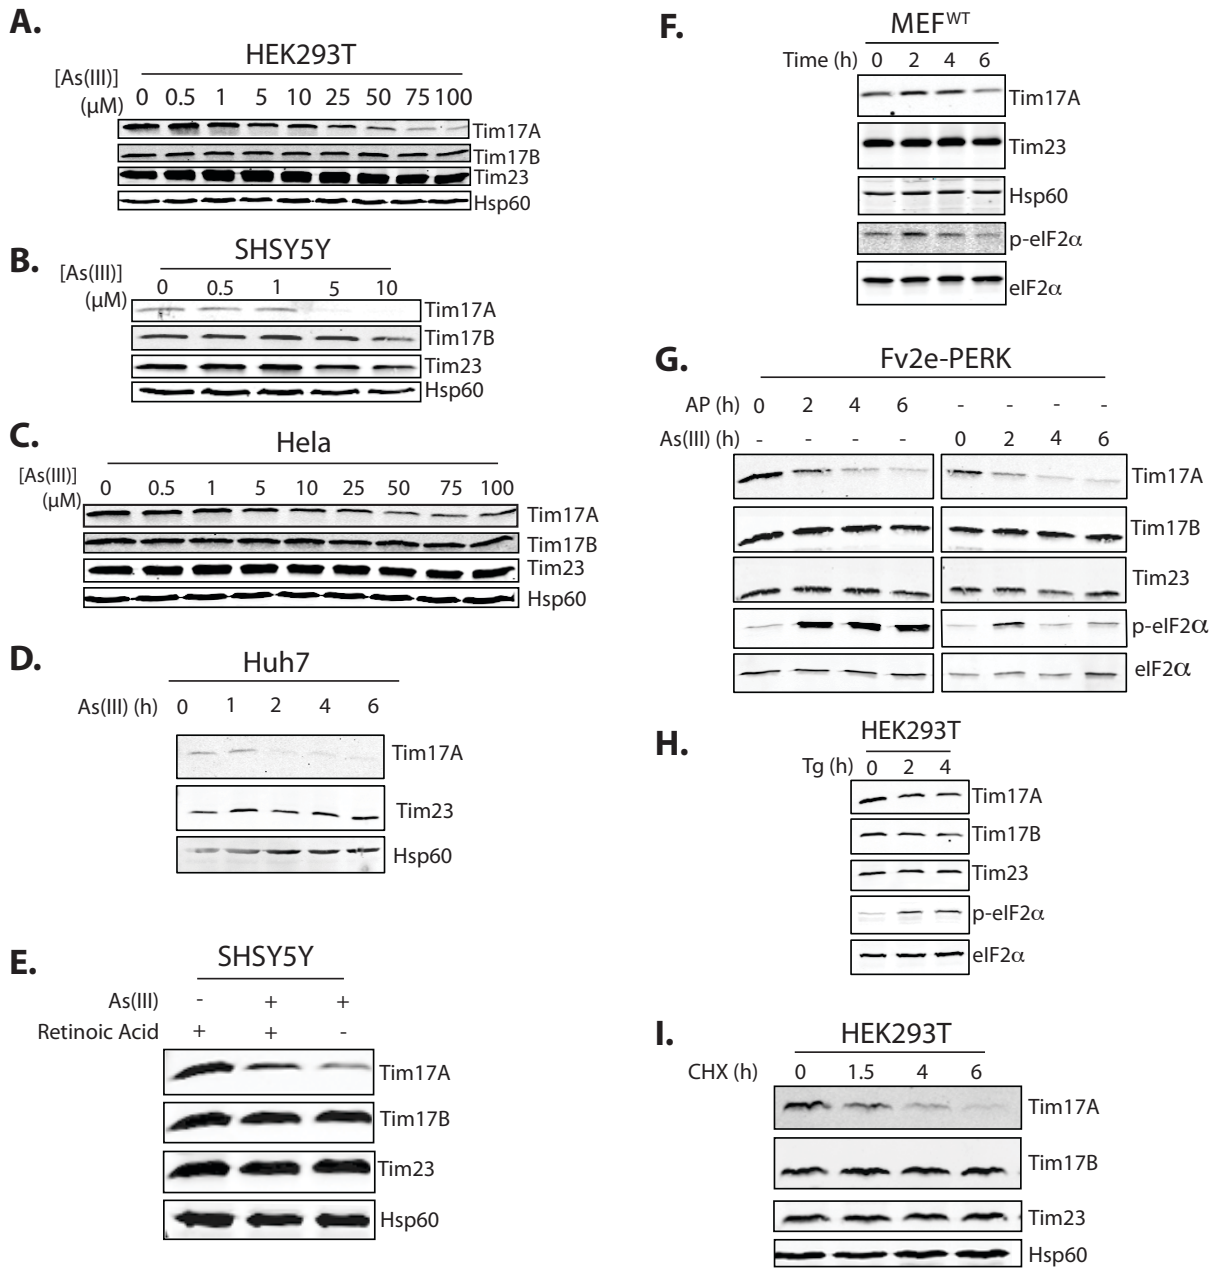 A.
HEK293T
[As(III)]
(µM)
0 0.5 1 5 10 25 50 75 100
Tim17A
Tim17B
Tim23
Hsp60
B.
SHSY5Y
[As(III)]
(µM)
0 0.5 1 5 10
Tim17A
Tim17B
Tim23
Hsp60
C.
Hela
[As(III)]
(µM)
0 0.5 1 5 10 25 50 75 100
Tim17A
Tim17B
Tim23
Hsp60
D.
Huh7
As(III) (h) 0 1 2 4 6
Tim17A
Tim23
Hsp60
E.
SHSY5Y
As(III) - + +
Retinoic Acid + + -
Tim17A
Tim17B
Tim23
Hsp60
F.
MEFWT
Time (h) 0 2 4 6
Tim17A
Tim23
Hsp60
p-eIF2α
eIF2α
G.
Fv2e-PERK
AP (h) 0 2 4 6 - - - -
As(III) (h) - - - - 0 2 4 6
Tim17A
Tim17B
Tim23
p-eIF2α
eIF2α
H.
HEK293T
Tg (h) 0 2 4
Tim17A
Tim17B
Tim23
p-eIF2α
eIF2α
I.
HEK293T
CHX (h) 0 1.5 4 6
Tim17A
Tim17B
Tim23
Hsp60